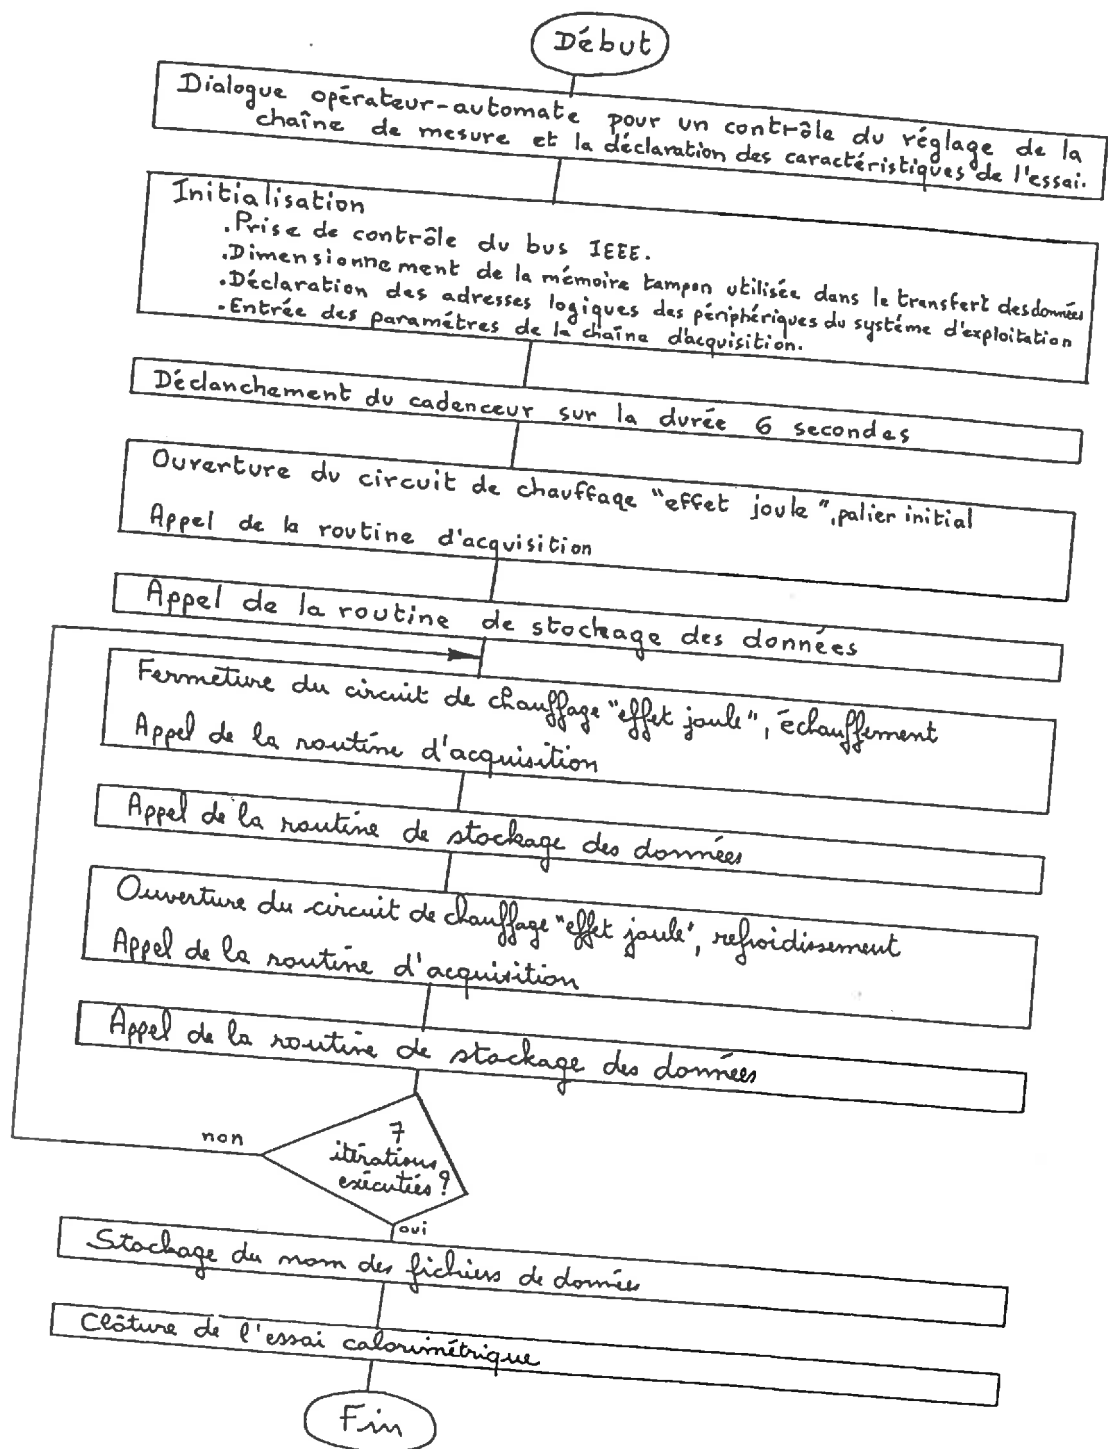 Début
Dialogue opérateur-automate pour un contrôle du réglage de la
chaîne de mesure et la déclaration des caractéristiques de l'essai.
Initialisation
.Prise de contrôle du bus IEEE.
.Dimensionnement de la mémoire tampon utilisée dans le transfert des données
.Déclaration des adresses logiques des périphériques du systéme d'exploitation
.Entrée des paramétres de la chaîne d'acquisition.
Déclanchement du cadenceur sur la durée 6 secondes
Ouverture du circuit de chauffage "effet joule", palier initial
Appel de la routine d'acquisition
Appel de la routine de stockage des données
Fermeture du circuit de chauffage "effet joule", échauffement
Appel de la routine d'acquisition
Appel de la routine de stockage des données
Ouverture du circuit de chauffage "effet joule", refroidissement
Appel de la routine d'acquisition
Appel de la routine de stockage des données
7
itérations
exécutées?
non
oui
Stockage du nom des fichiers de données
Clôture de l'essai calorimétrique
Fin